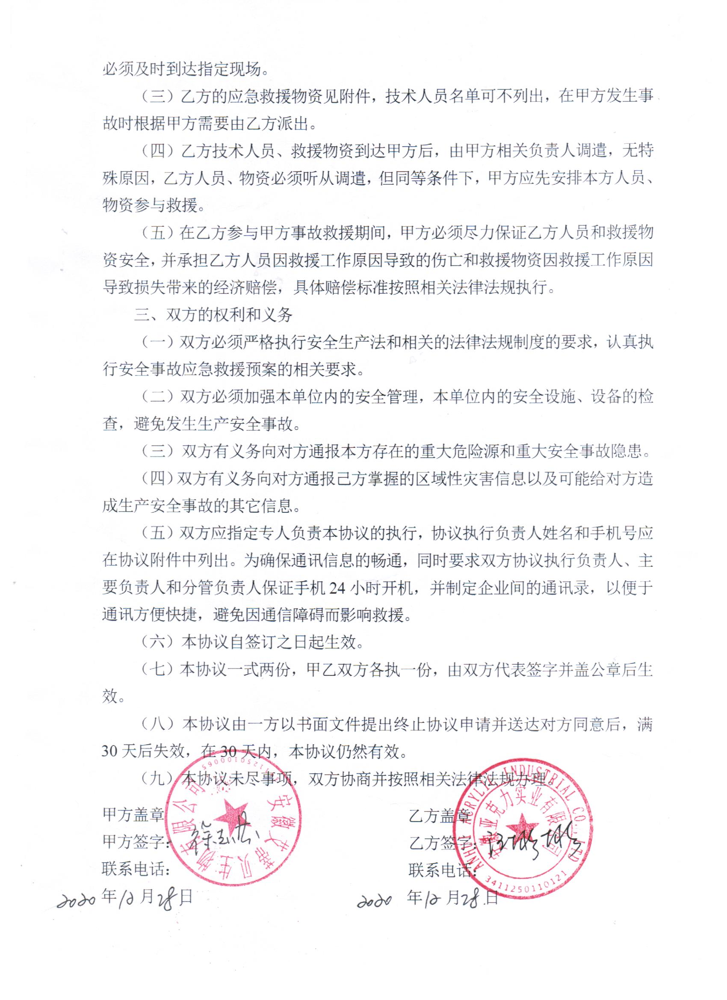 必须及时到达指定现场。
（三）乙方的应急救援物资见附件，技术人员名单可不列出，在甲方发生事
故时根据甲方需要由乙方派出。
（四）乙方技术人员、救援物资到达甲方后，由甲方相关负责人调遣，无特
殊原因，乙方人员、物资必须听从调遣，但同等条件下，甲方应先安排本方人员、
物资参与救援。
（五）在乙方参与甲方事故救援期间，甲方必须尽力保证乙方人员和救援物
资安全，并承担乙方人员因救援工作原因导致的伤亡和救援物资因救援工作原因
导致损失带来的经济赔偿，具体赔偿标准按照相关法律法规执行。
三、双方的权利和义务
（一）双方必须严格执行安全生产法和相关的法律法规制度的要求，认真执
行安全事故应急救援预案的相关要求。
（二）双方必须加强本单位内的安全管理，本单位内的安全设施、设备的检
查，避免发生生产安全事故。
（三）双方有义务向对方通报本方存在的重大危险源和重大安全事故隐患。
（四）双方有义务向对方通报己方掌握的区域性灾害信息以及可能给对方造
成生产安全事故的其它信息。
（五）双方应指定专人负责本协议的执行，协议执行负责人姓名和手机号应
在协议附件中列出。为确保通讯信息的畅通，同时要求双方协议执行负责人、主
要负责人和分管负责人保证手机24小时开机，并制定企业间的通讯录，以便于
通讯方便快捷，避免因通信障碍而影响救援。
（六）本协议自签订之日起生效。
（七）本协议一式两份，甲乙双方各执一份，由双方代表签字并盖公章后生
效。
（八）本协议由一方以书面文件提出终止协议申请并送达对方同意后，满
30天后失效，在30天内，本协议仍然有效。
（九）本协议未尽事项，双方协商并按照相关法律法规办理。
甲方盖章 乙方盖章
甲方签字： 乙方签字：
联系电话： 联系电话：
2020年12月28日 2020年12月28日
安徽艾蒂贝生物有限公司
ANHUI ACRYLIC INDUSTRIAL CO.,LTD
安徽亚克力实业有限公司
3411250110121